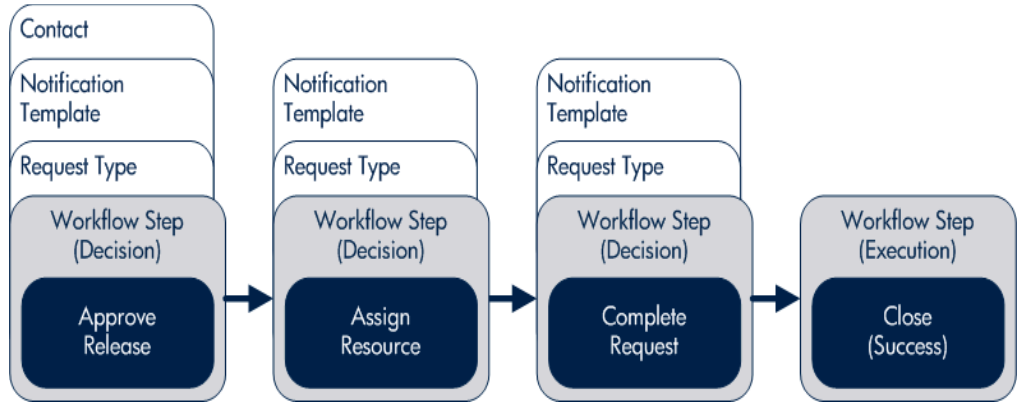 Contact
Notification
Template
Request Type
Workflow Step
(Decision)
Approve
Release
Notification
Template
Request Type
Workflow Step
(Decision)
Assign
Resource
Notification
Template
Request Type
Workflow Step
(Decision)
Complete
Request
Workflow Step
(Execution)
Close
(Success)